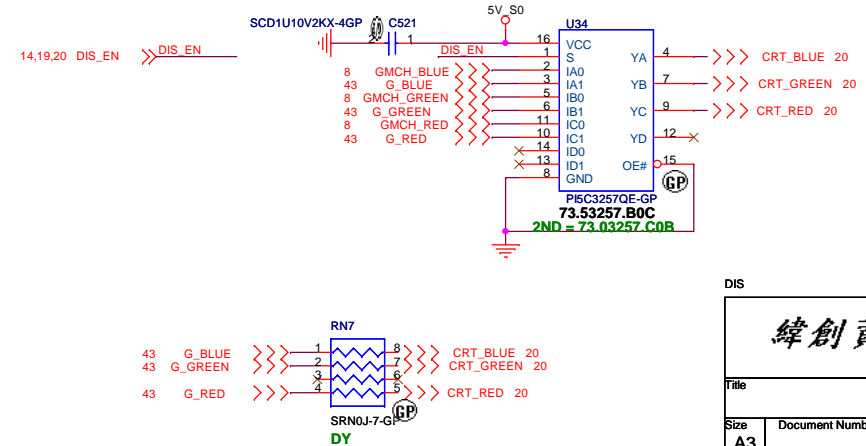 5V_S0
SCD1U10V2KX-4GP C521 U34
2 1
14,19,20 DIS_EN DIS_EN
DIS_EN
16 VCC
1 S YA 4 CRT_BLUE 20
8 GMCH_BLUE 2 IA0
43 G_BLUE 3 IA1 YB 7 CRT_GREEN 20
8 GMCH_GREEN 5 IB0
43 G_GREEN 6 IB1 YC 9 CRT_RED 20
8 GMCH_RED 11 IC0
43 G_RED 10 IC1 YD 12
14 ID0
13 ID1 OE# 15
8 GND
GP
PI5C3257QE-GP
73.53257.B0C
2ND = 73.03257.C0B
DIS
RN7
43 G_BLUE 1 8 CRT_BLUE 20
43 G_GREEN 2 7 CRT_GREEN 20
3 6
43 G_RED 4 5 CRT_RED 20
SRN0J-7-GP GP
DY
緯創
Title
Size Document Numb
A3